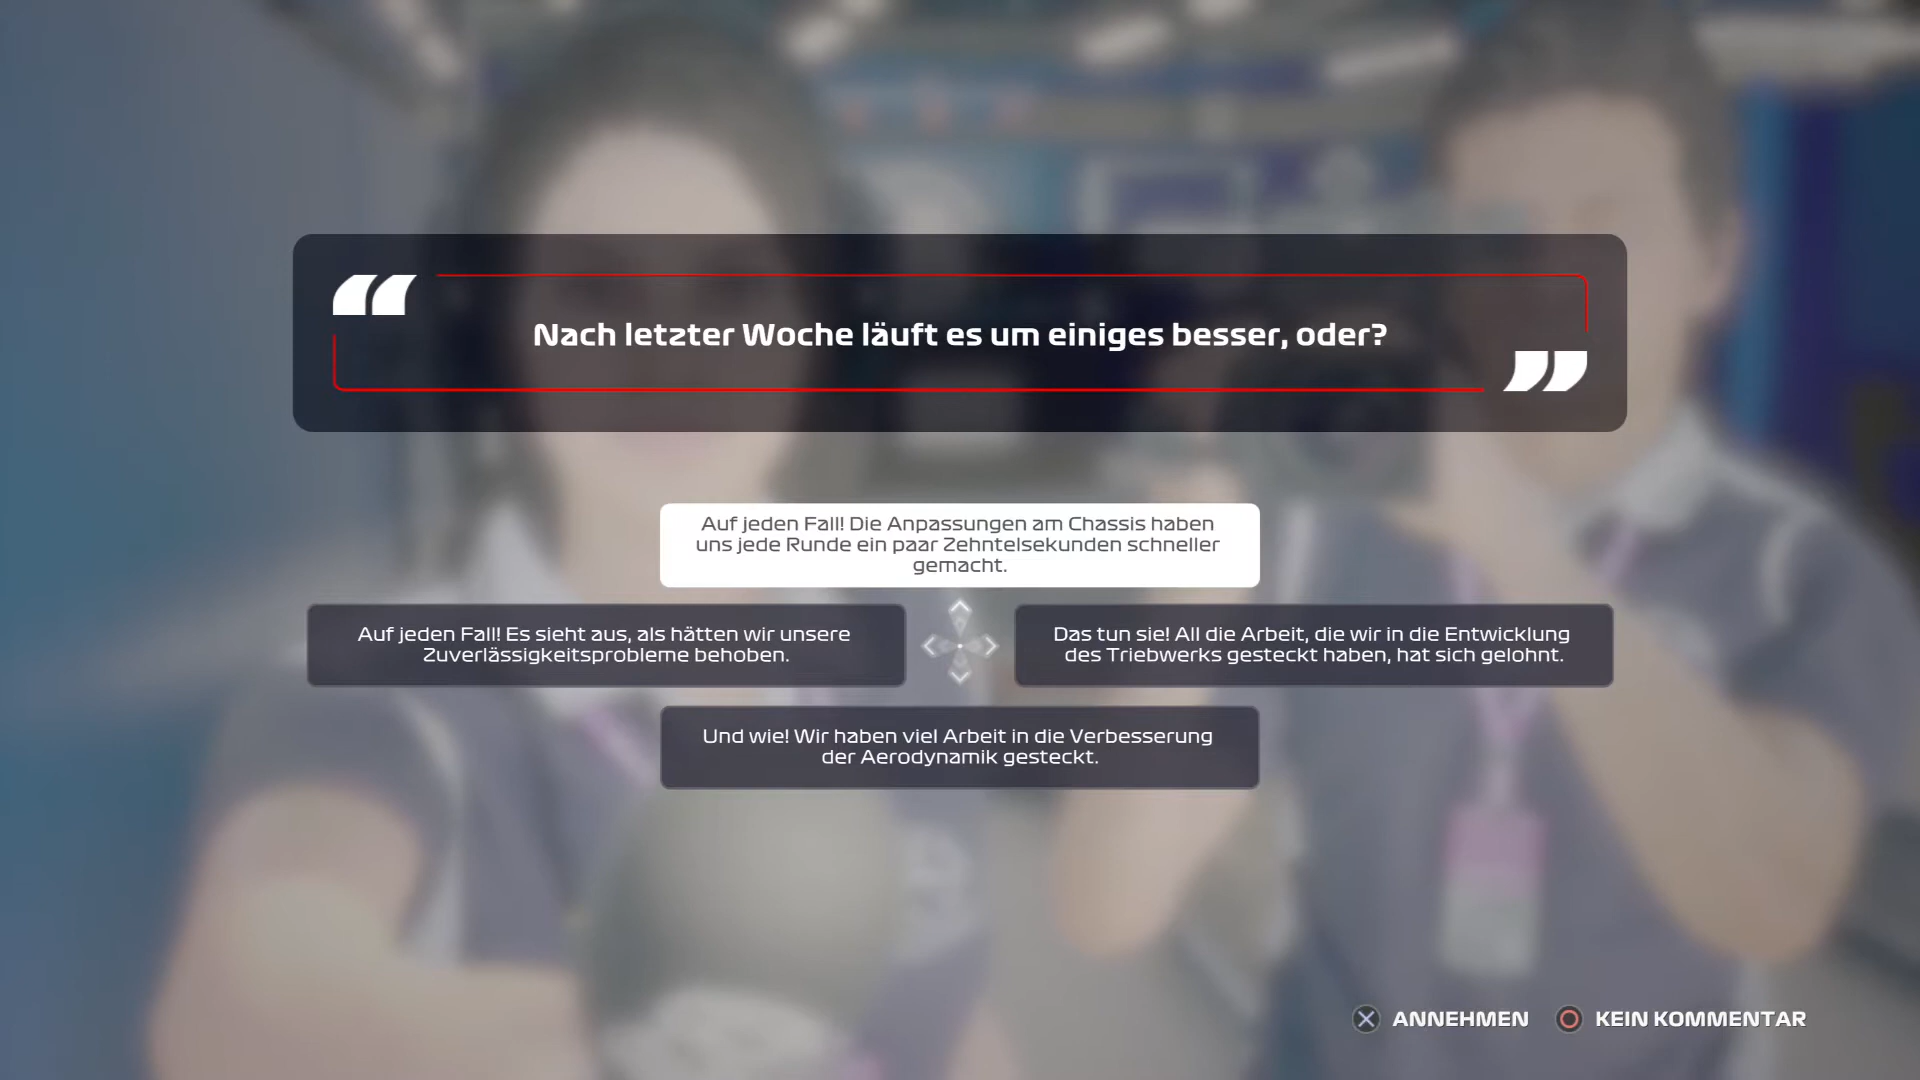 Nach letzter Woche läuft es um einiges besser, oder?
Auf jeden Fall! Die Anpassungen am Chassis haben
uns jede Runde ein paar Zehntelsekunden schneller
gemacht.
Auf jeden Fall! Es sieht aus, als hätten wir unsere
Zuverlässigkeitsprobleme behoben.
Das tun sie! All die Arbeit, die wir in die Entwicklung
des Triebwerks gesteckt haben, hat sich gelohnt.
Und wie! Wir haben viel Arbeit in die Verbesserung
der Aerodynamik gesteckt.
ANNEHMEN KEIN KOMMENTAR